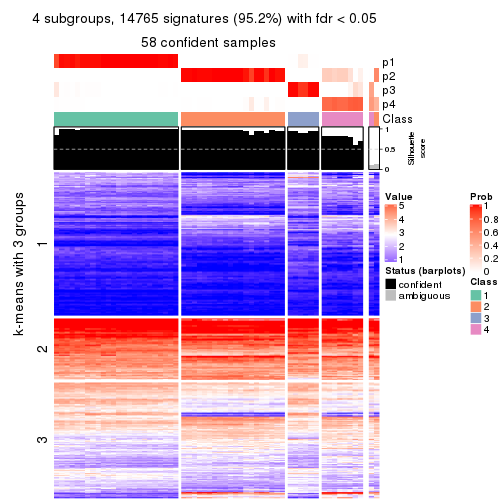 4 subgroups, 14765 signatures (95.2%) with fdr < 0.05
58 confident samples
p1
p2
p3
p4
Class
1
0.5
0
Silhouette
score
k-means with 3 groups
1
2
3
Value
5
4
3
2
1
Status (barplots)
confident
ambiguous
Prob
1
0.8
0.6
0.4
0.2
0
Class
1
2
3
4